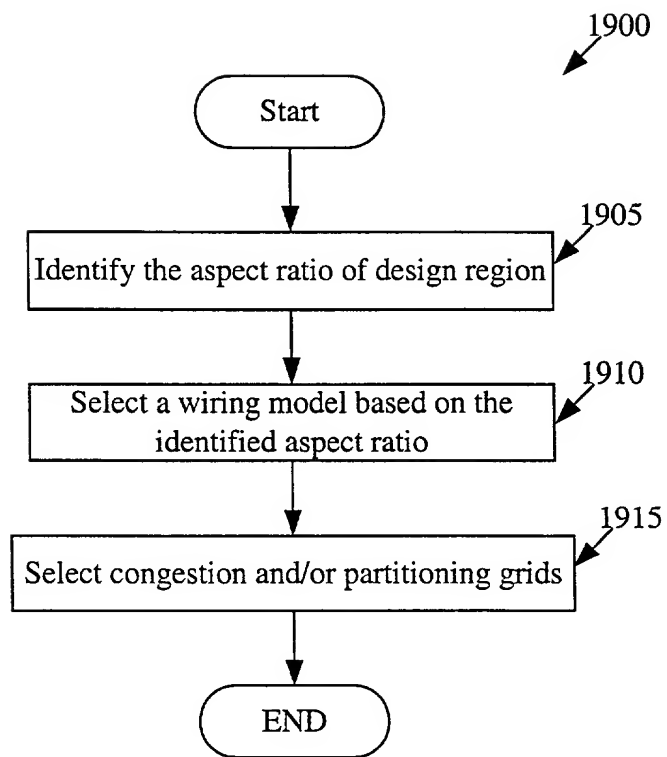 1900
Start
1905
Identify the aspect ratio of design region
1910
Select a wiring model based on the
identified aspect ratio
1915
Select congestion and/or partitioning grids
END